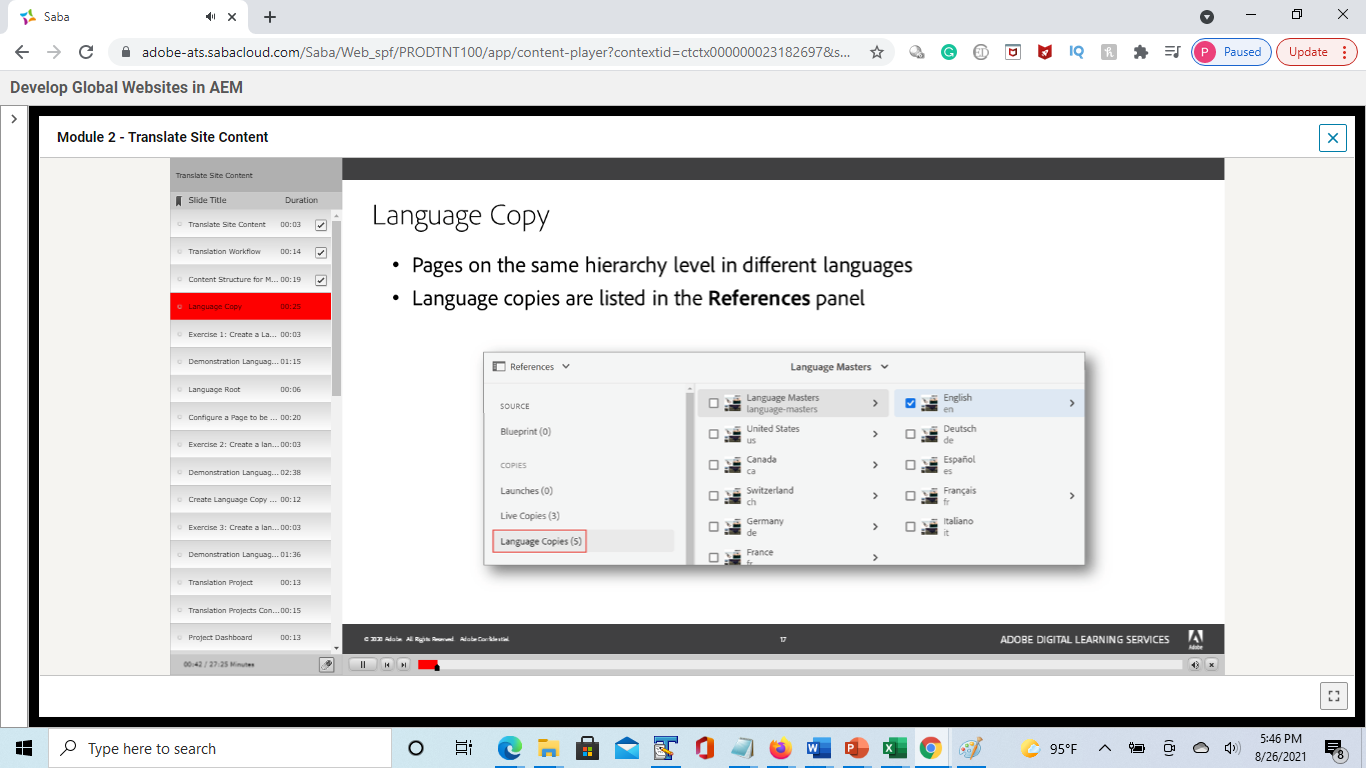 Saba
adobe-ats.sabacloud.com/Saba/Web_spf/PRODTNT100/app/content-player?contextid=ctctx000000023182697&s...
P Paused
Update
Develop Global Websites in AEM
Module 2 - Translate Site Content
Translate Site Content
Slide Title Duration
Translate Site Content 00:03
Translation Workflow 00:14
Content Structure for M... 00:19
Language Copy 00:25
Exercise 1: Create a La... 00:03
Demonstration Languag... 01:15
Language Root 00:06
Configure a Page to be ... 00:20
Exercise 2: Create a lan... 00:03
Demonstration Languag... 02:38
Create Language Copy ... 00:12
Exercise 3: Create a lan... 00:03
Demonstration Languag... 01:36
Translation Project 00:13
Translation Projects Con... 00:15
Project Dashboard 00:13
00:42 / 27:25 Minutes
Language Copy
• Pages on the same hierarchy level in different languages
• Language copies are listed in the References panel
References
Language Masters
SOURCE
Blueprint (0)
COPIES
Launches (0)
Live Copies (3)
Language Copies (5)
Language Masters
language-masters
United States
us
Canada
ca
Switzerland
ch
Germany
de
France
fr
English
en
Deutsch
de
Español
es
Français
fr
Italiano
it
© 2020 Adobe. All Rights Reserved. Adobe Confidential.
17
ADOBE DIGITAL LEARNING SERVICES
Adobe
Type here to search
95°F
5:46 PM
8/26/2021
8